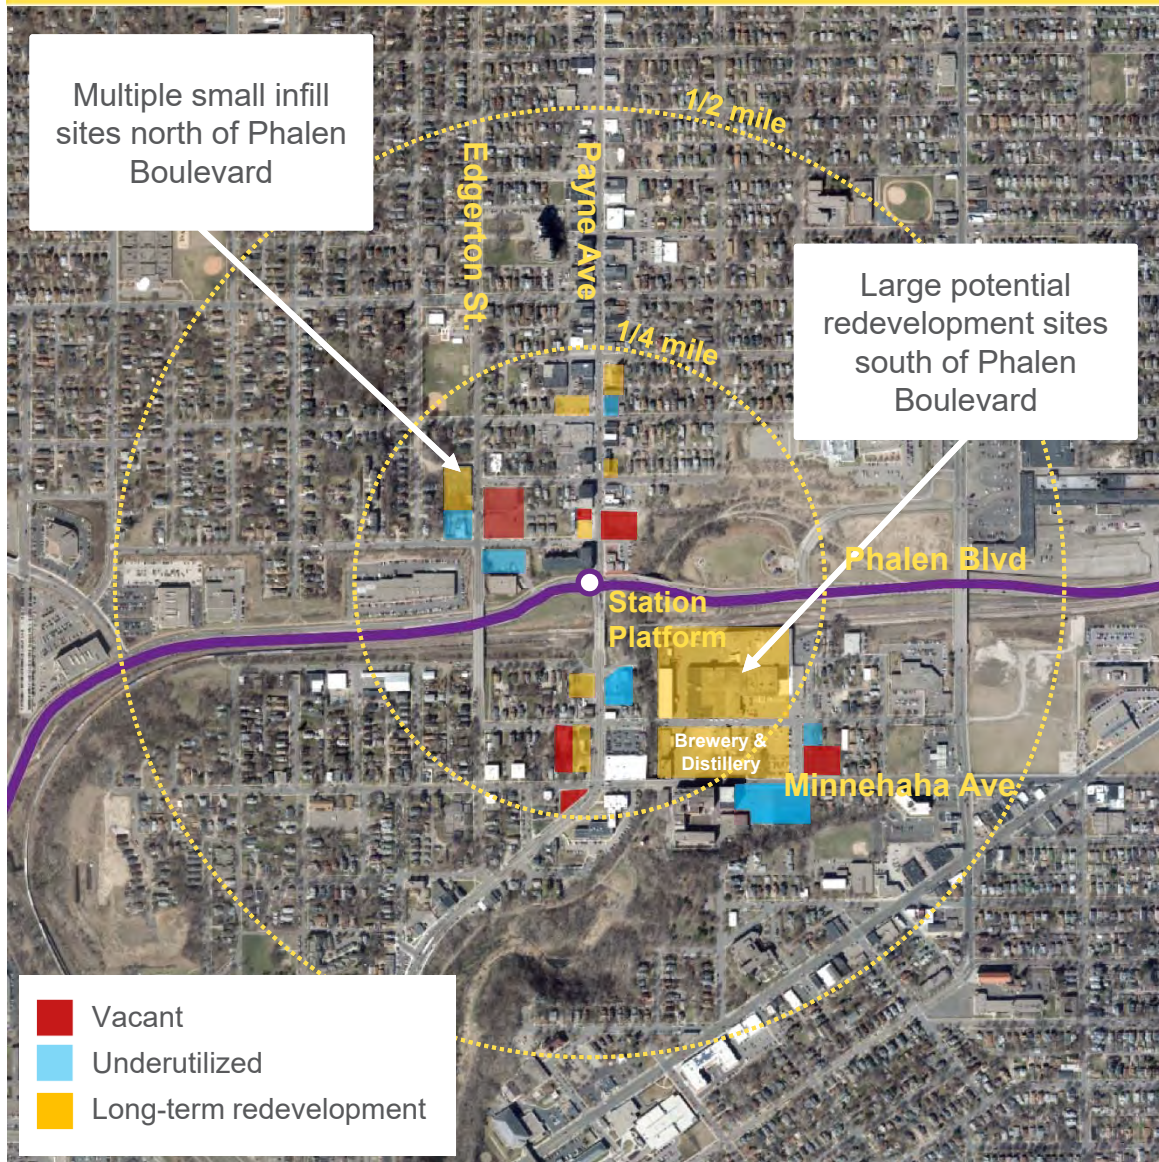 Multiple small infill
sites north of Phalen
Boulevard
1/2 mile
Edgerton St.
Payne Ave
Large potential
redevelopment sites
south of Phalen
Boulevard
1/4 mile
Phalen Blvd
Station
Platform
Brewery &
Distillery
Minnehaha Ave
Vacant
Underutilized
Long-term redevelopment